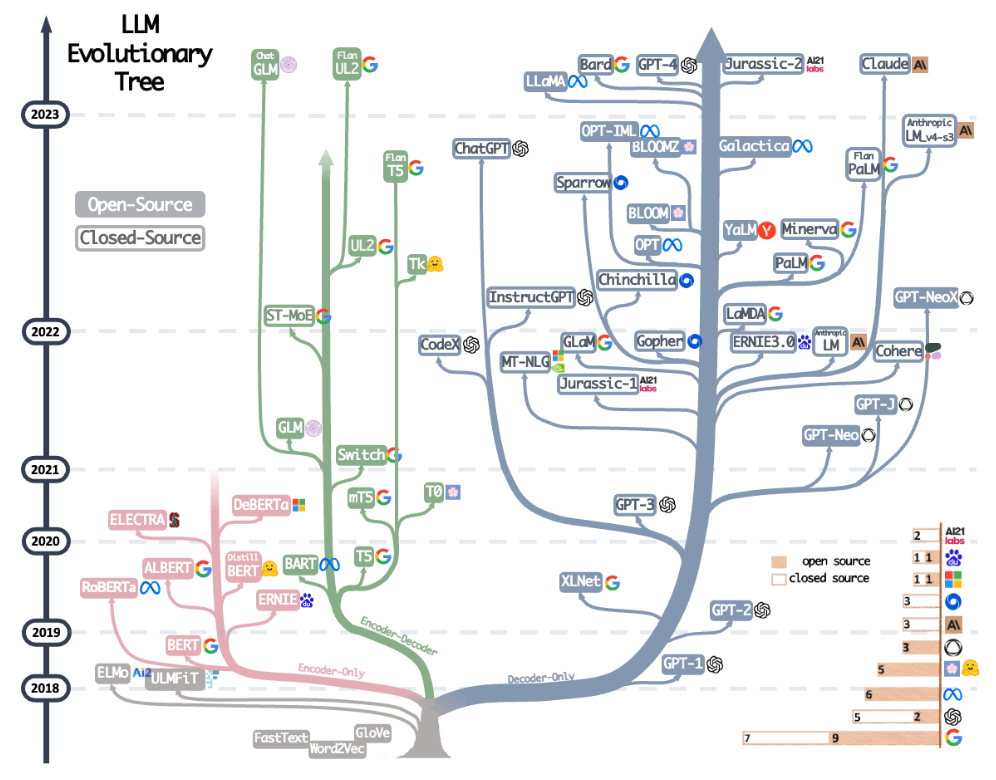 LLM
Evolutionary
Tree
2023
2022
2021
2020
2019
2018
Open-Source
Closed-Source
Chat
GLM
Flan
UL2
Flan
T5
UL2
Tk
ST-MoE
GLM
Switch
mT5
T0
T5
BART
Encoder-Decoder
DeBERTa
ELECTRA
ALBERT
Distill
BERT
RoBERTa
ERNIE
BERT
Encoder-Only
ELMo
AI2
ULMFiT
FastText
Word2Vec
GloVe
Bard
GPT-4
Jurassic-2
AI21
labs
Claude
A\
LLaMA
Anthropic
LM_v4-s3
A\
OPT-IML
BLOOMZ
Galactica
ChatGPT
Flan
PaLM
Sparrow
BLOOM
YaLM
Y
Minerva
OPT
PaLM
Chinchilla
InstructGPT
GPT-NeoX
LaMDA
CodeX
GLaM
Gopher
ERNIE3.0
Anthropic
LM
A\
Cohere
MT-NLG
Jurassic-1
AI21
labs
GPT-J
GPT-Neo
GPT-3
XLNet
GPT-2
GPT-1
Decoder-Only
open source
closed source
2 AI21
labs
1 1
1 1
3
3 A\
3
5
6
5 2
7 9